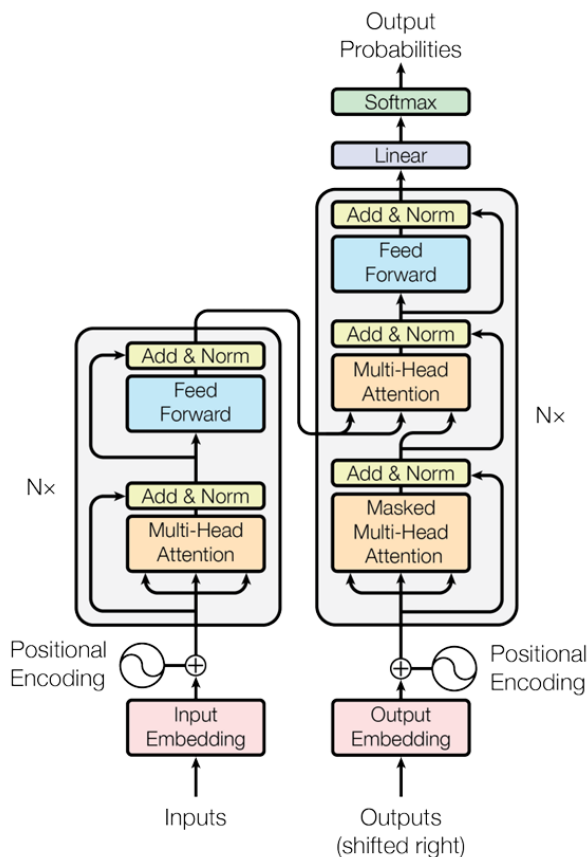 Output
Probabilities
Softmax
Linear
Add & Norm
Feed
Forward
Add & Norm
Multi-Head
Attention
Add & Norm
Masked
Multi-Head
Attention
N×
Add & Norm
Feed
Forward
Add & Norm
Multi-Head
Attention
N×
Positional
Encoding
Positional
Encoding
Input
Embedding
Output
Embedding
Inputs
Outputs
(shifted right)